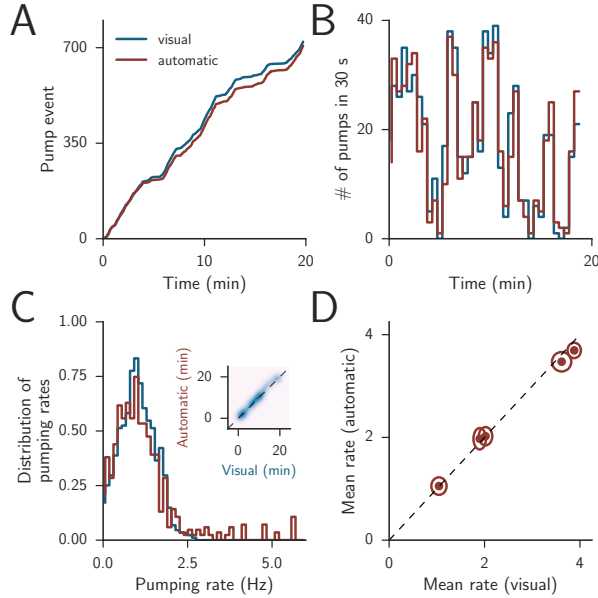 A
700
350
0
Pump event
visual
automatic
0
10
20
Time (min)
B
40
20
0
# of pumps in 30 s
0
20
Time (min)
C
1.00
0.75
0.50
0.25
0.00
Distribution of
pumping rates
0.0
2.5
5.0
Pumping rate (Hz)
Automatic (min)
20
0
0
20
Visual (min)
D
4
2
0
Mean rate (automatic)
2
4
Mean rate (visual)